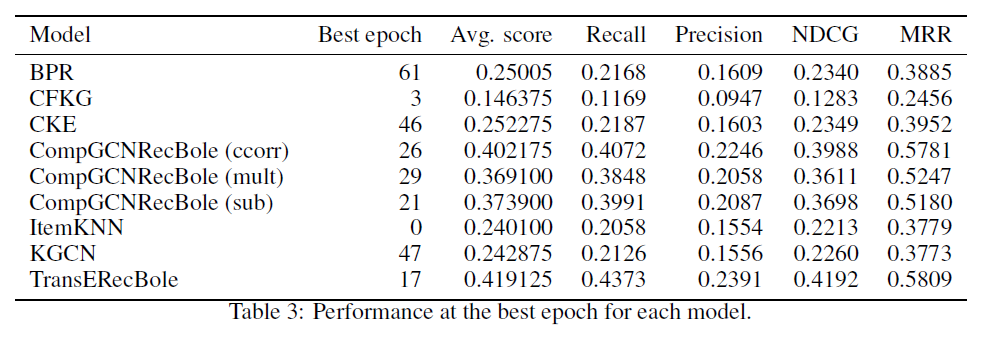 Model Best epoch Avg. score Recall Precision NDCG MRR
BPR 61 0.25005 0.2168 0.1609 0.2340 0.3885
CFKG 3 0.146375 0.1169 0.0947 0.1283 0.2456
CKE 46 0.252275 0.2187 0.1603 0.2349 0.3952
CompGCNRecBole (ccorr) 26 0.402175 0.4072 0.2246 0.3988 0.5781
CompGCNRecBole (mult) 29 0.369100 0.3848 0.2058 0.3611 0.5247
CompGCNRecBole (sub) 21 0.373900 0.3991 0.2087 0.3698 0.5180
ItemKNN 0 0.240100 0.2058 0.1554 0.2213 0.3779
KGCN 47 0.242875 0.2126 0.1556 0.2260 0.3773
TransERecBole 17 0.419125 0.4373 0.2391 0.4192 0.5809
Table 3: Performance at the best epoch for each model.